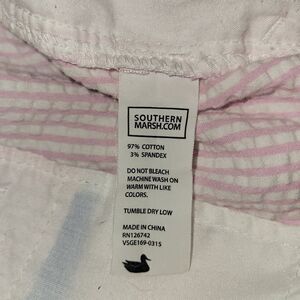 SOUTHERN
MARSH.COM
97% COTTON
3% SPANDEX
DO NOT BLEACH
MACHINE WASH ON
WARM WITH LIKE
COLORS.
TUMBLE DRY LOW
MADE IN CHINA
RN126742
VSGE169-0315